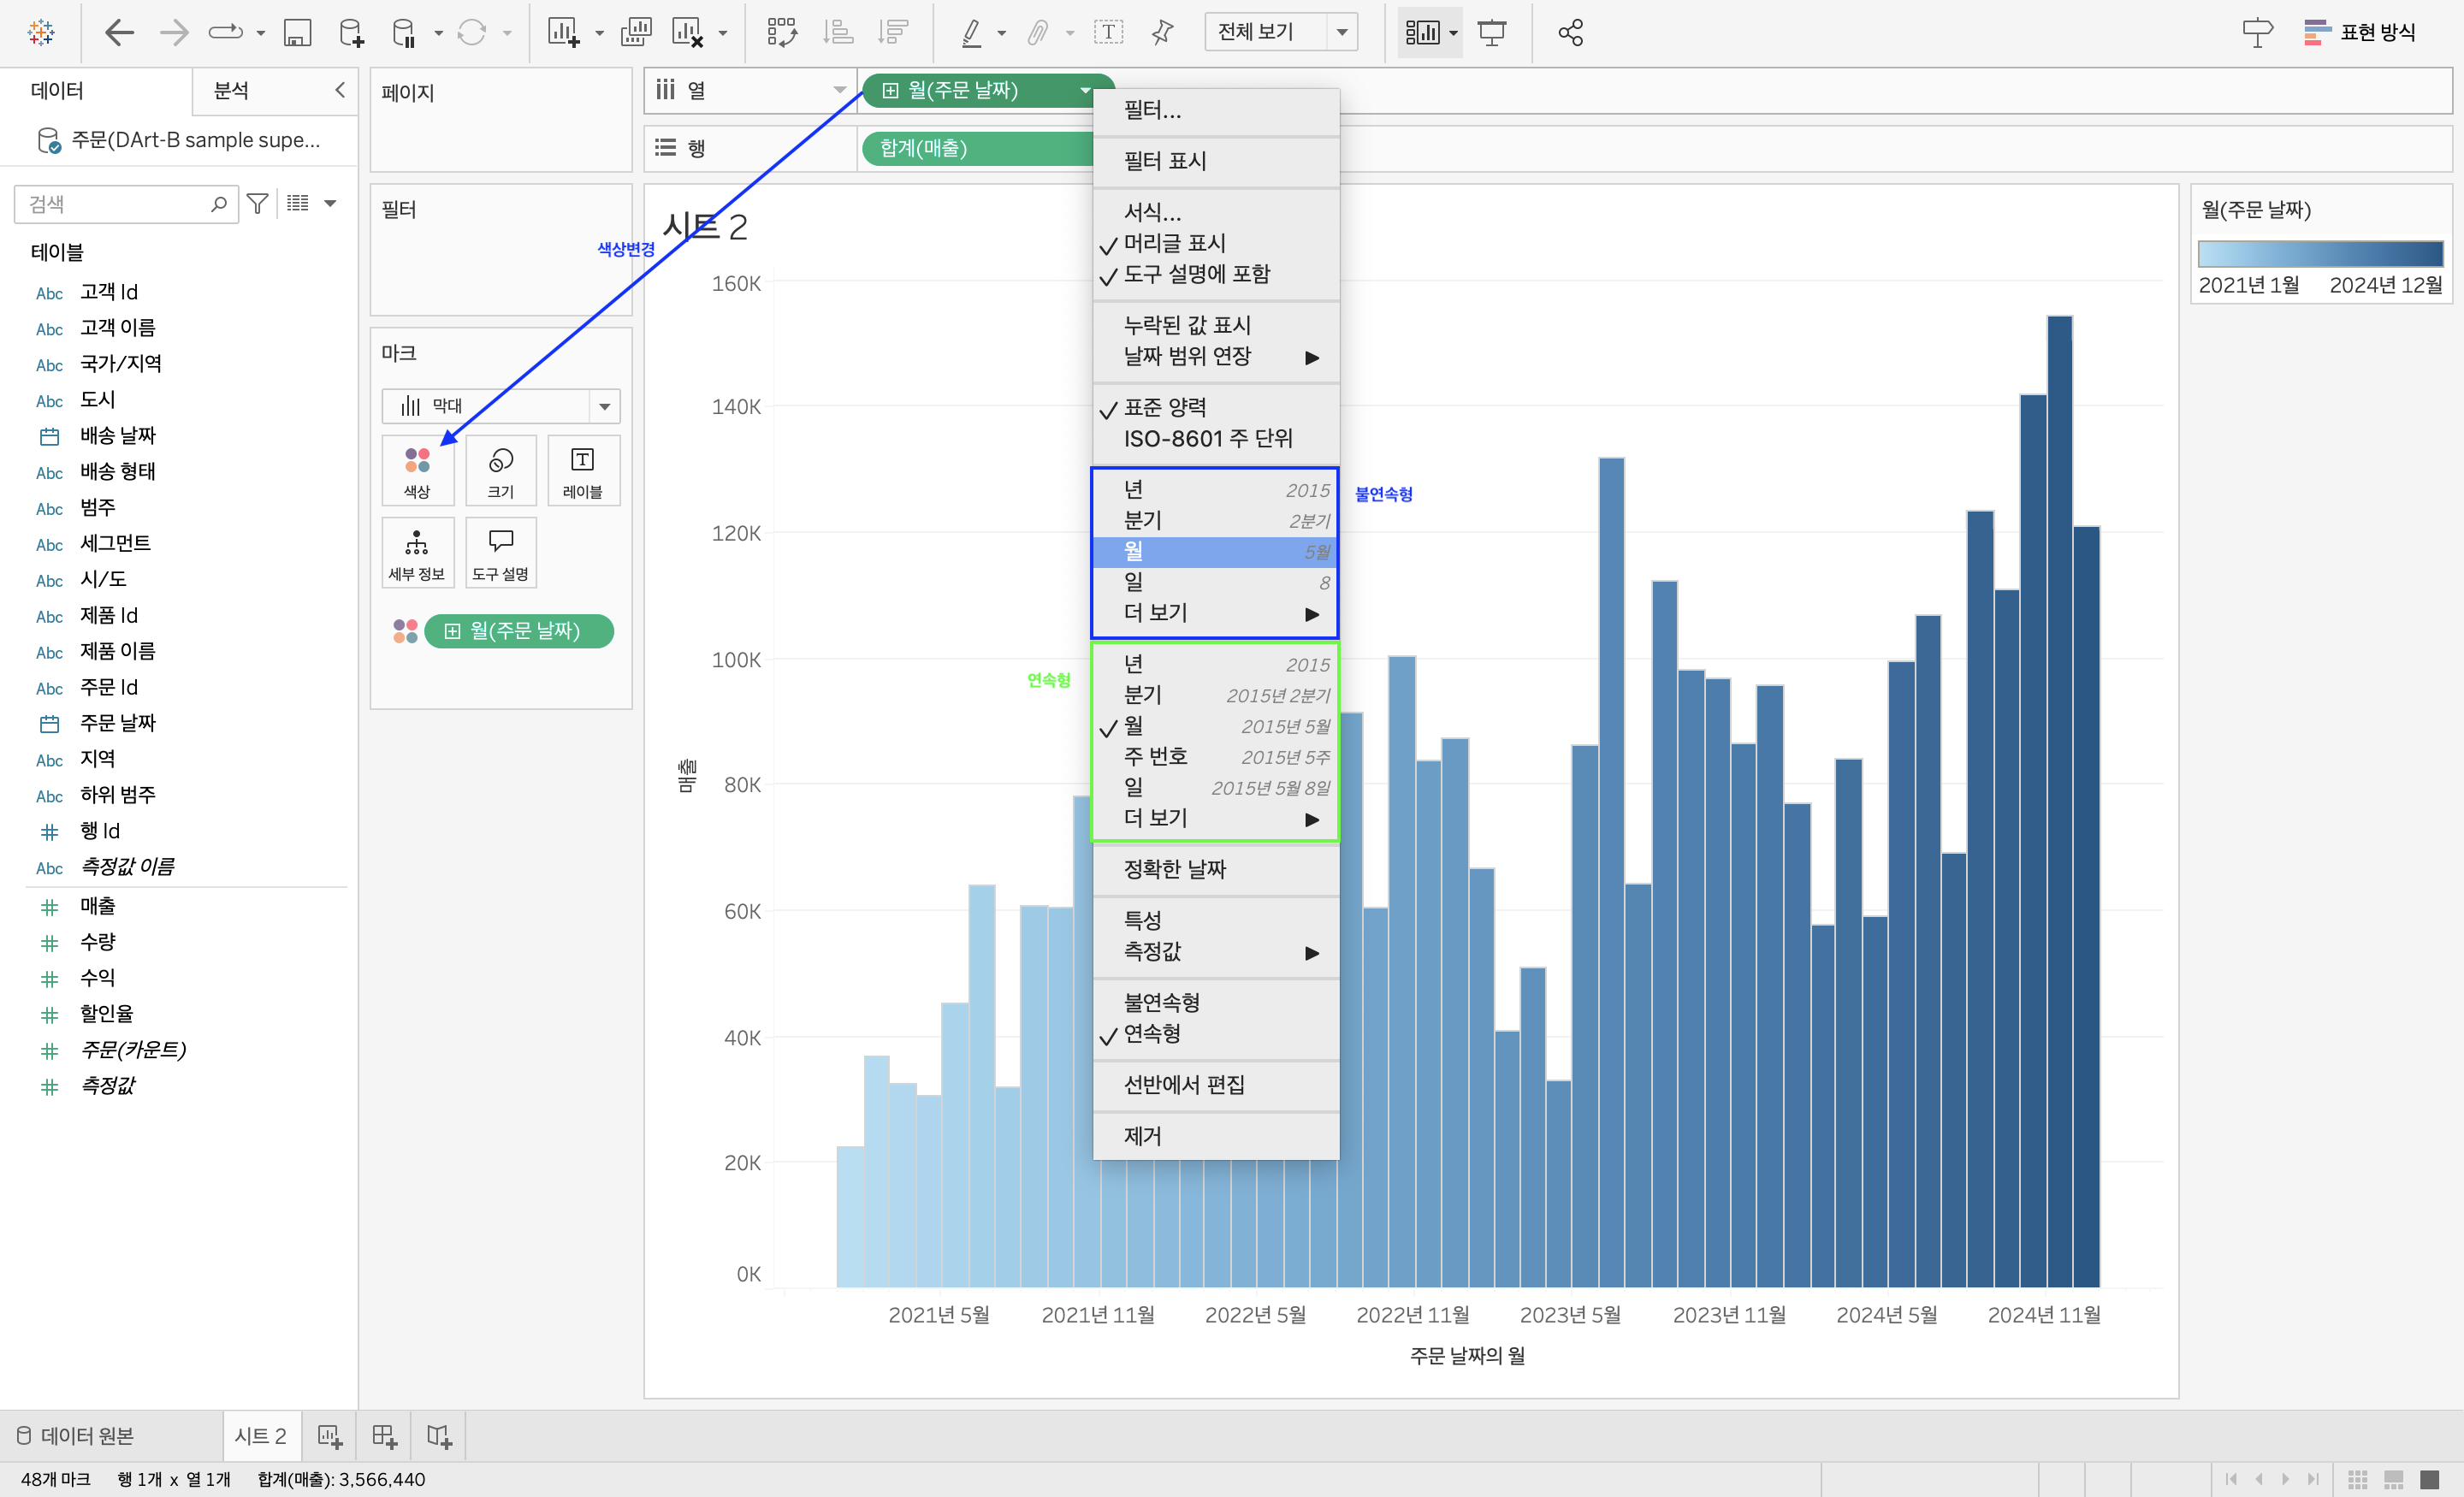 전체 보기
표현 방식
데이터
분석
페이지
열
월(주문 날짜)
행
합계(매출)
주문(DArt-B sample supe...
검색
필터
테이블
Abc 고객 Id
Abc 고객 이름
Abc 국가/지역
Abc 도시
배송 날짜
Abc 배송 형태
Abc 범주
Abc 세그먼트
Abc 시/도
Abc 제품 Id
Abc 제품 이름
Abc 주문 Id
주문 날짜
Abc 지역
Abc 하위 범주
행 Id
Abc 측정값 이름
매출
수량
수익
할인율
주문(카운트)
측정값
마크
막대
색상
크기
레이블
세부 정보
도구 설명
월(주문 날짜)
색상변경
시트 2
필터...
필터 표시
서식...
머리글 표시
도구 설명에 포함
누락된 값 표시
날짜 범위 연장
표준 양력
ISO-8601 주 단위
년 2015
분기 2분기
월 5월
일 8
더 보기
불연속형
년 2015
분기 2015년 2분기
월 2015년 5월
주 번호 2015년 5주
일 2015년 5월 8일
더 보기
연속형
정확한 날짜
특성
측정값
불연속형
연속형
선반에서 편집
제거
월(주문 날짜)
2021년 1월 2024년 12월
매출
160K
140K
120K
100K
80K
60K
40K
20K
0K
2021년 5월
2021년 11월
2022년 5월
2022년 11월
2023년 5월
2023년 11월
2024년 5월
2024년 11월
주문 날짜의 월
데이터 원본
시트 2
48개 마크 행 1개 x 열 1개 합계(매출): 3,566,440